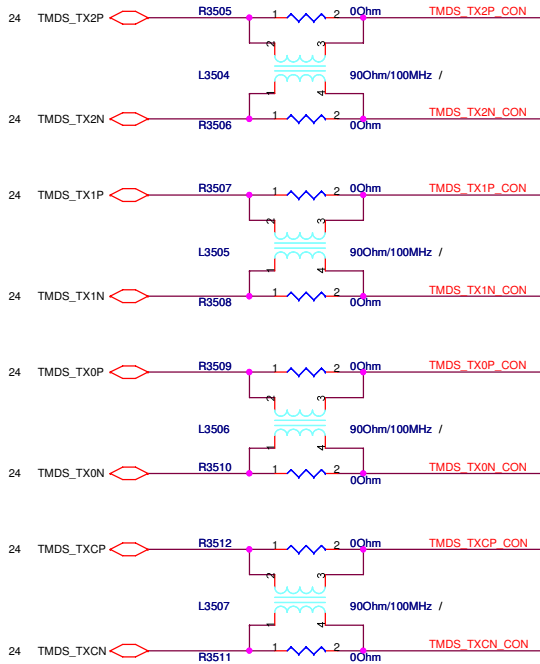 24 TMDS_TX2P R3505 1 2 0Ohm TMDS_TX2P_CON
2 3
L3504 90Ohm/100MHz /
1 4
24 TMDS_TX2N R3506 1 2 0Ohm TMDS_TX2N_CON
24 TMDS_TX1P R3507 1 2 0Ohm TMDS_TX1P_CON
2 3
L3505 90Ohm/100MHz /
1 4
24 TMDS_TX1N R3508 1 2 0Ohm TMDS_TX1N_CON
24 TMDS_TX0P R3509 1 2 0Ohm TMDS_TX0P_CON
2 3
L3506 90Ohm/100MHz /
1 4
24 TMDS_TX0N R3510 1 2 0Ohm TMDS_TX0N_CON
24 TMDS_TXCP R3512 1 2 0Ohm TMDS_TXCP_CON
2 3
L3507 90Ohm/100MHz /
1 4
24 TMDS_TXCN R3511 1 2 0Ohm TMDS_TXCN_CON